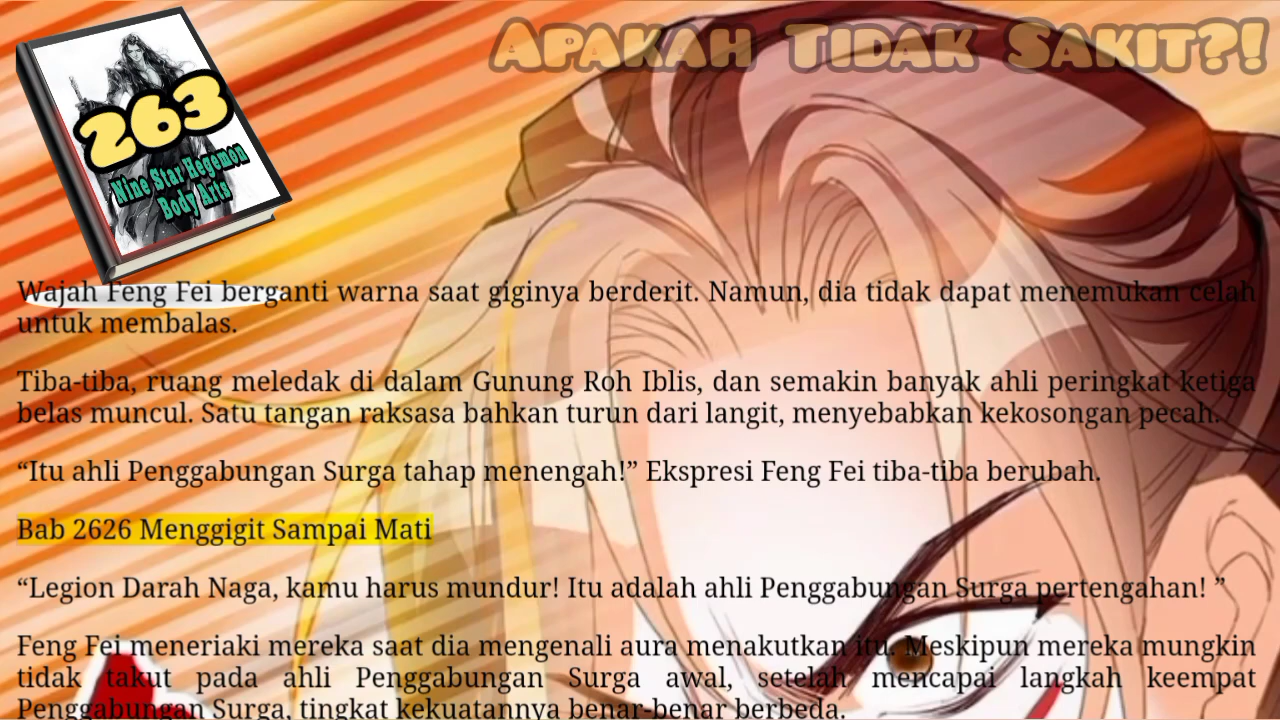 APAKAH TIDAK SAKIT?!
263
Nine Star Hegemon
Body Arts
Wajah Feng Fei berganti warna saat giginya berderit. Namun, dia tidak dapat menemukan celah
untuk membalas.
Tiba-tiba, ruang meledak di dalam Gunung Roh Iblis, dan semakin banyak ahli peringkat ketiga
belas muncul. Satu tangan raksasa bahkan turun dari langit, menyebabkan kekosongan pecah.
“Itu ahli Penggabungan Surga tahap menengah!” Ekspresi Feng Fei tiba-tiba berubah.
Bab 2626 Menggigit Sampai Mati
“Legion Darah Naga, kamu harus mundur! Itu adalah ahli Penggabungan Surga pertengahan! ”
Feng Fei meneriaki mereka saat dia mengenali aura menakutkan itu. Meskipun mereka mungkin
tidak takut pada ahli Penggabungan Surga awal, setelah mencapai langkah keempat
Penggabungan Surga, tingkat kekuatannya benar-benar berbeda.